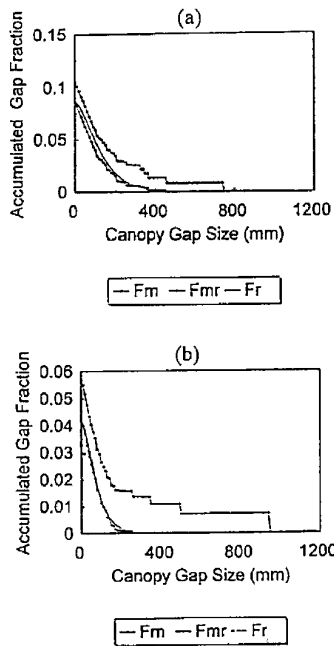 (a)
Accumulated Gap Fraction
0.15
0.1
0.05
0
0 400 800 1200
Canopy Gap Size (mm)
Fm Fmr Fr
(b)
Accumulated Gap Fraction
0.06
0.05
0.04
0.03
0.02
0.01
0
0 400 800 1200
Canopy Gap Size (mm)
Fm Fmr Fr